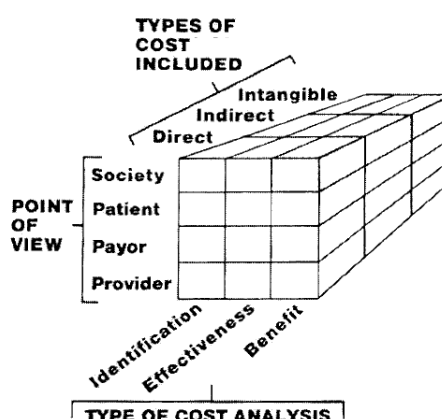 TYPES OF
COST
INCLUDED
Intangible
Indirect
Direct
Society
POINT
OF
VIEW
Patient
Payor
Provider
Identification
Effectiveness
Benefit
TYPE OF COST ANALYSIS